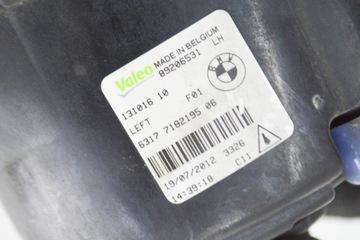 Valeo MADE IN BELGIUM
89206531 LH
131016 10
LEFT F01
6317 7182195 06
19/07/2012 3326
14:39:18 C11